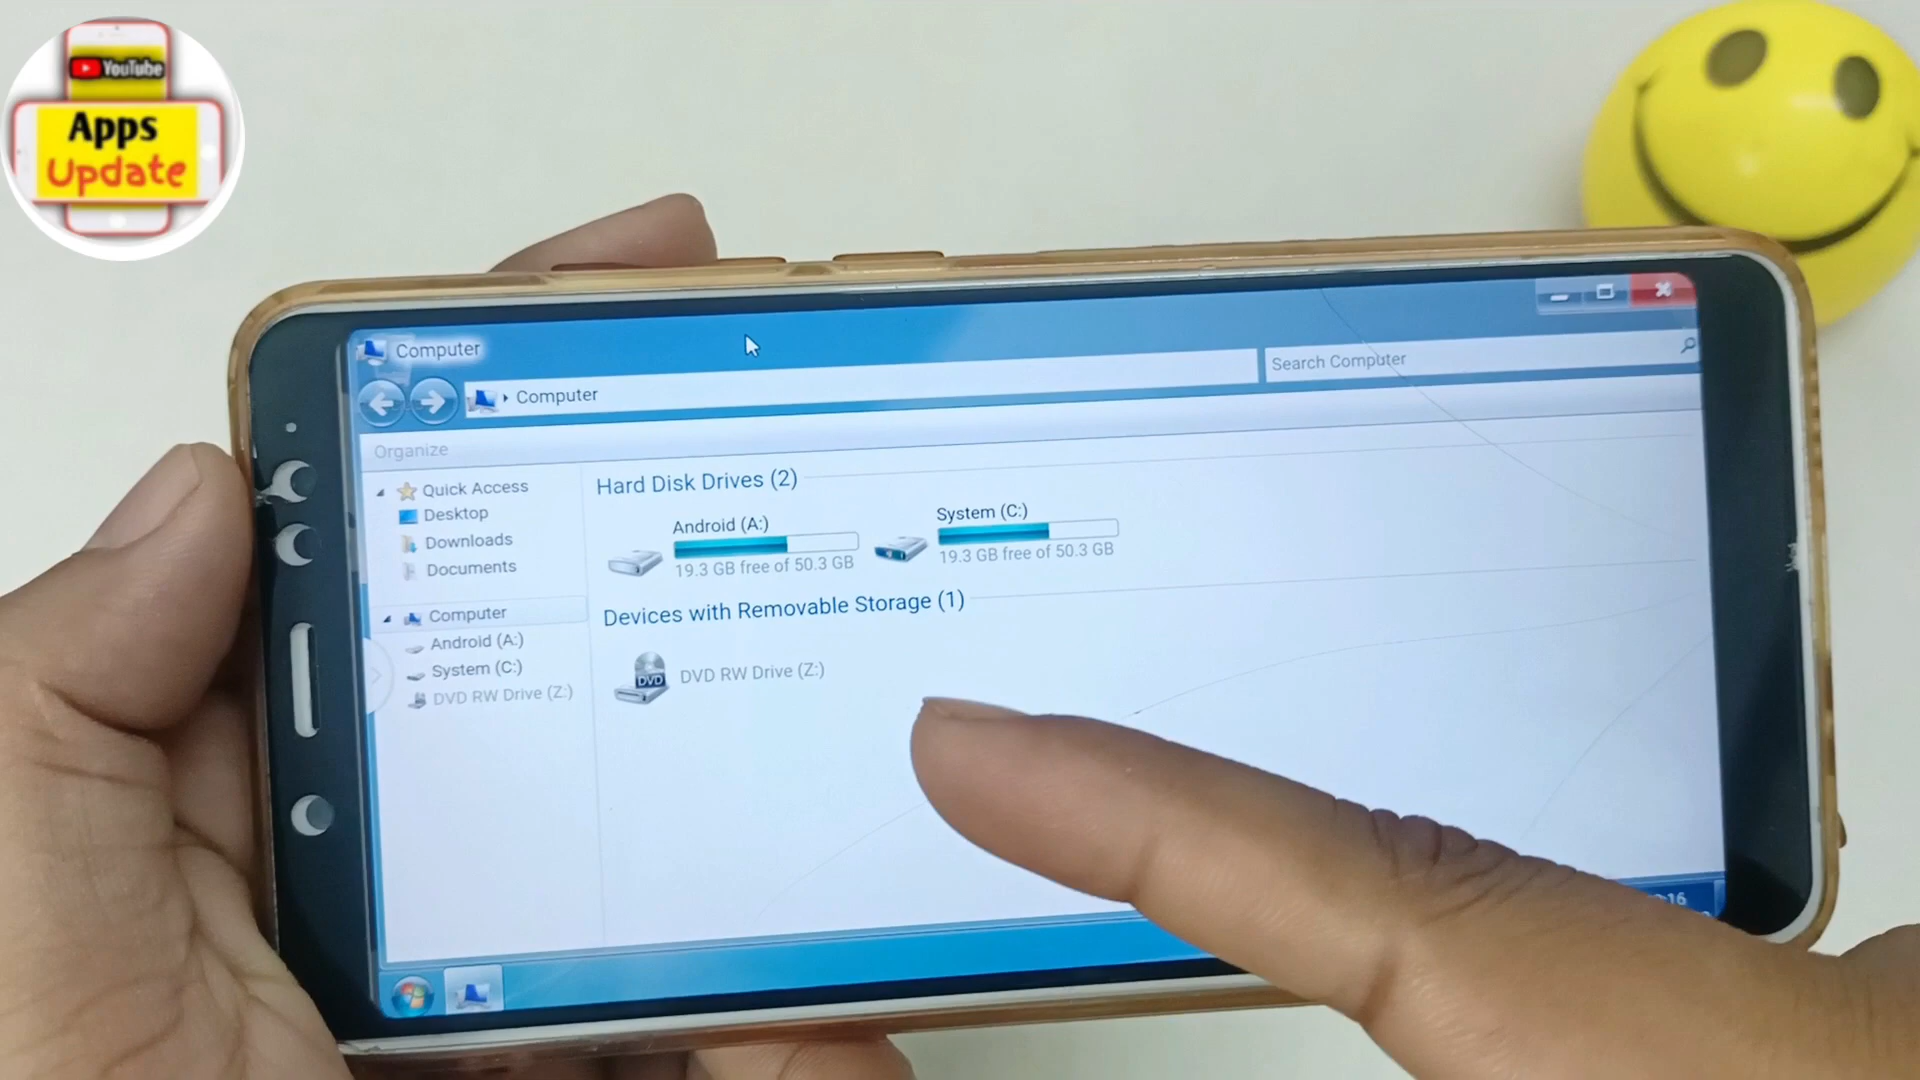 YouTube
Apps
Update
Computer
Computer
Search Computer
Organize
Quick Access
Desktop
Downloads
Documents
Computer
Android (A:)
System (C:)
DVD RW Drive (Z:)
Hard Disk Drives (2)
Android (A:)
19.3 GB free of 50.3 GB
System (C:)
19.3 GB free of 50.3 GB
Devices with Removable Storage (1)
DVD
DVD RW Drive (Z:)